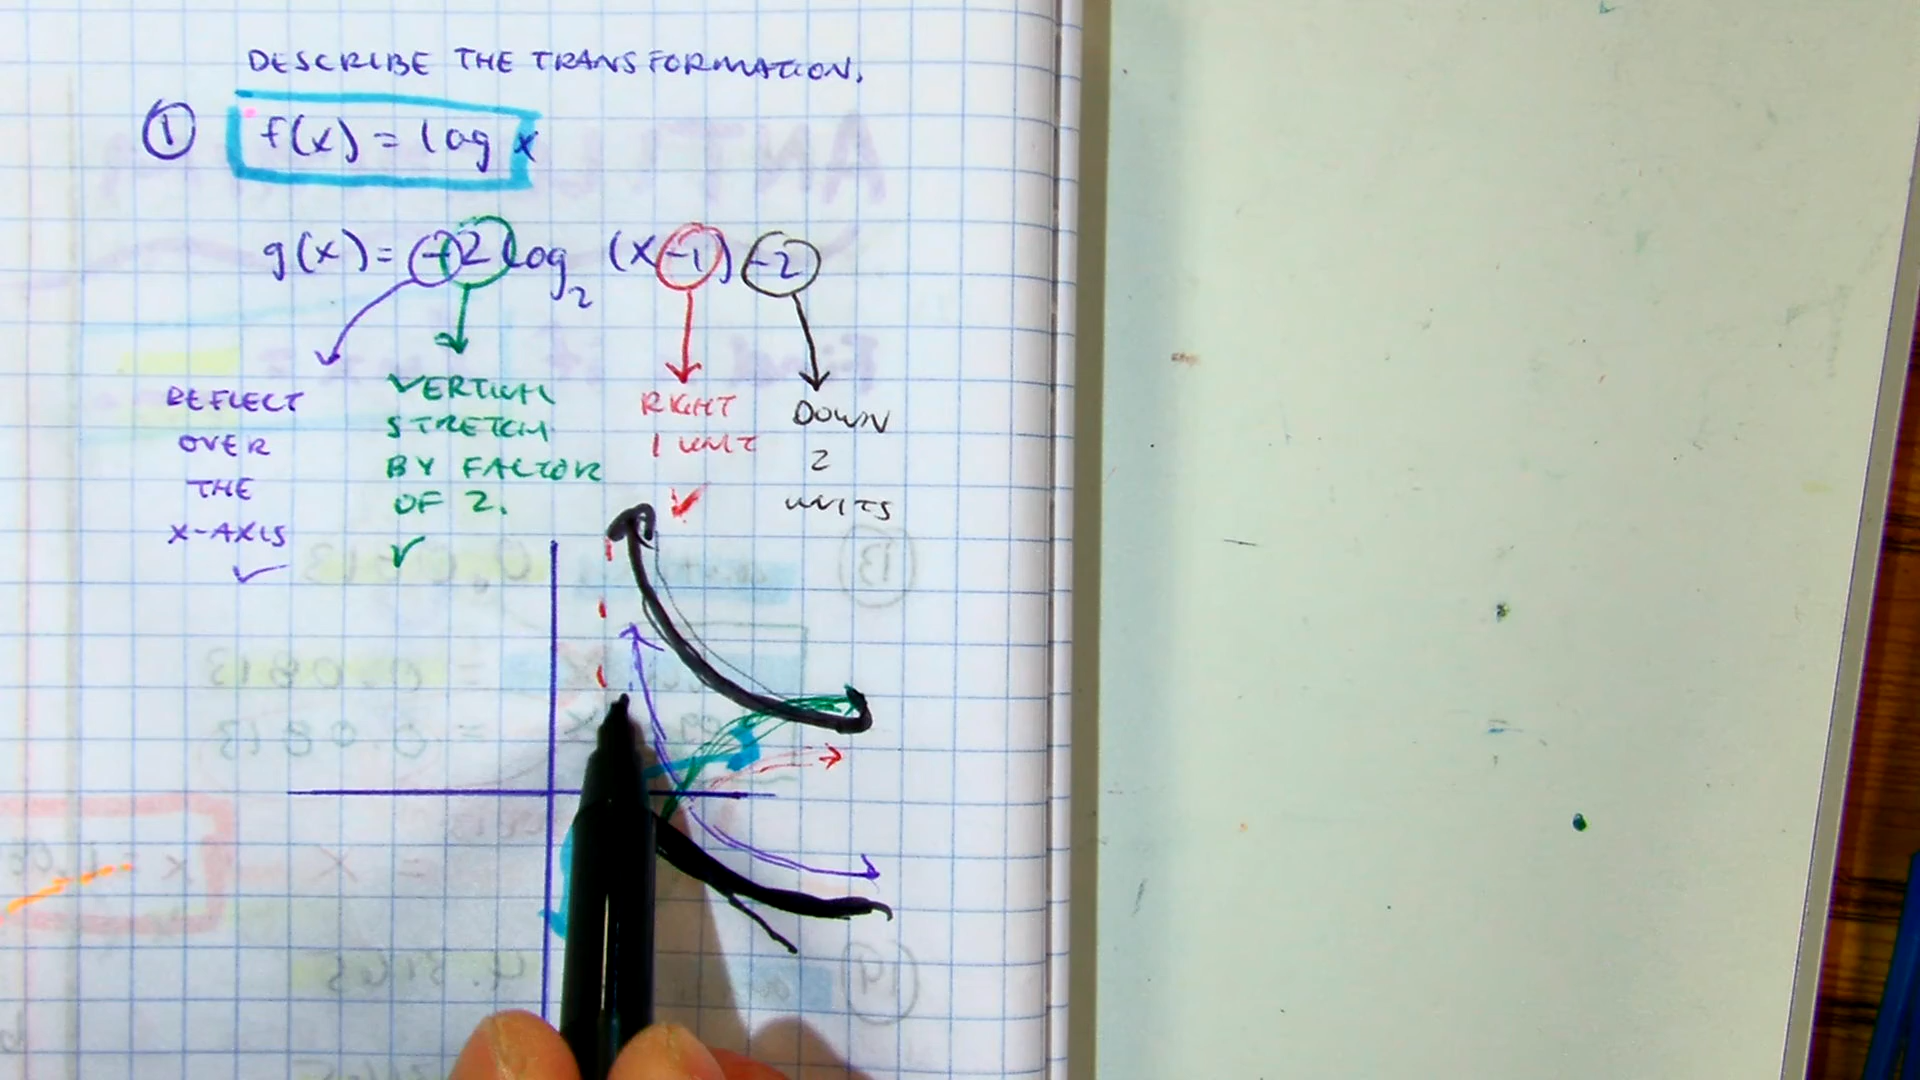 DESCRIBE THE TRANSFORMATION.
① f(x) = log x
g(x) = -2 log₂ (x-1) -2
REFLECT
OVER
THE
X-AXIS
VERTICAL
STRETCH
BY FACTOR
OF 2.
RIGHT
1 UNIT
DOWN
2
UNITS